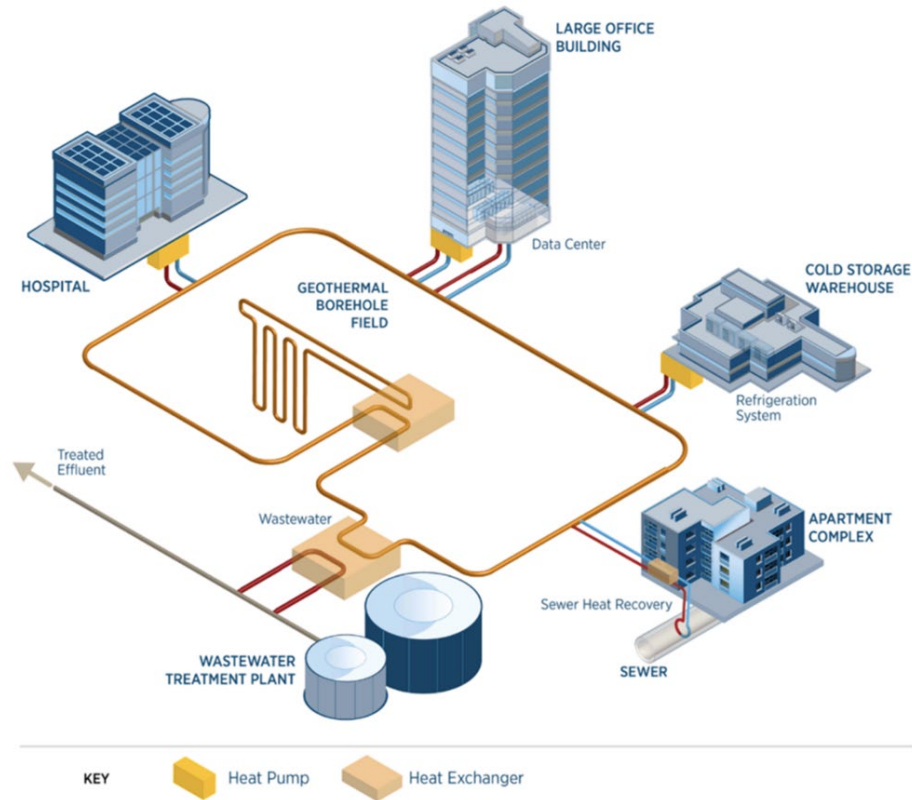 LARGE OFFICE
BUILDING
Data Center
HOSPITAL
GEOTHERMAL
BOREHOLE
FIELD
COLD STORAGE
WAREHOUSE
Refrigeration
System
Treated
Effluent
Wastewater
APARTMENT
COMPLEX
Sewer Heat Recovery
SEWER
WASTEWATER
TREATMENT PLANT
KEY
Heat Pump
Heat Exchanger